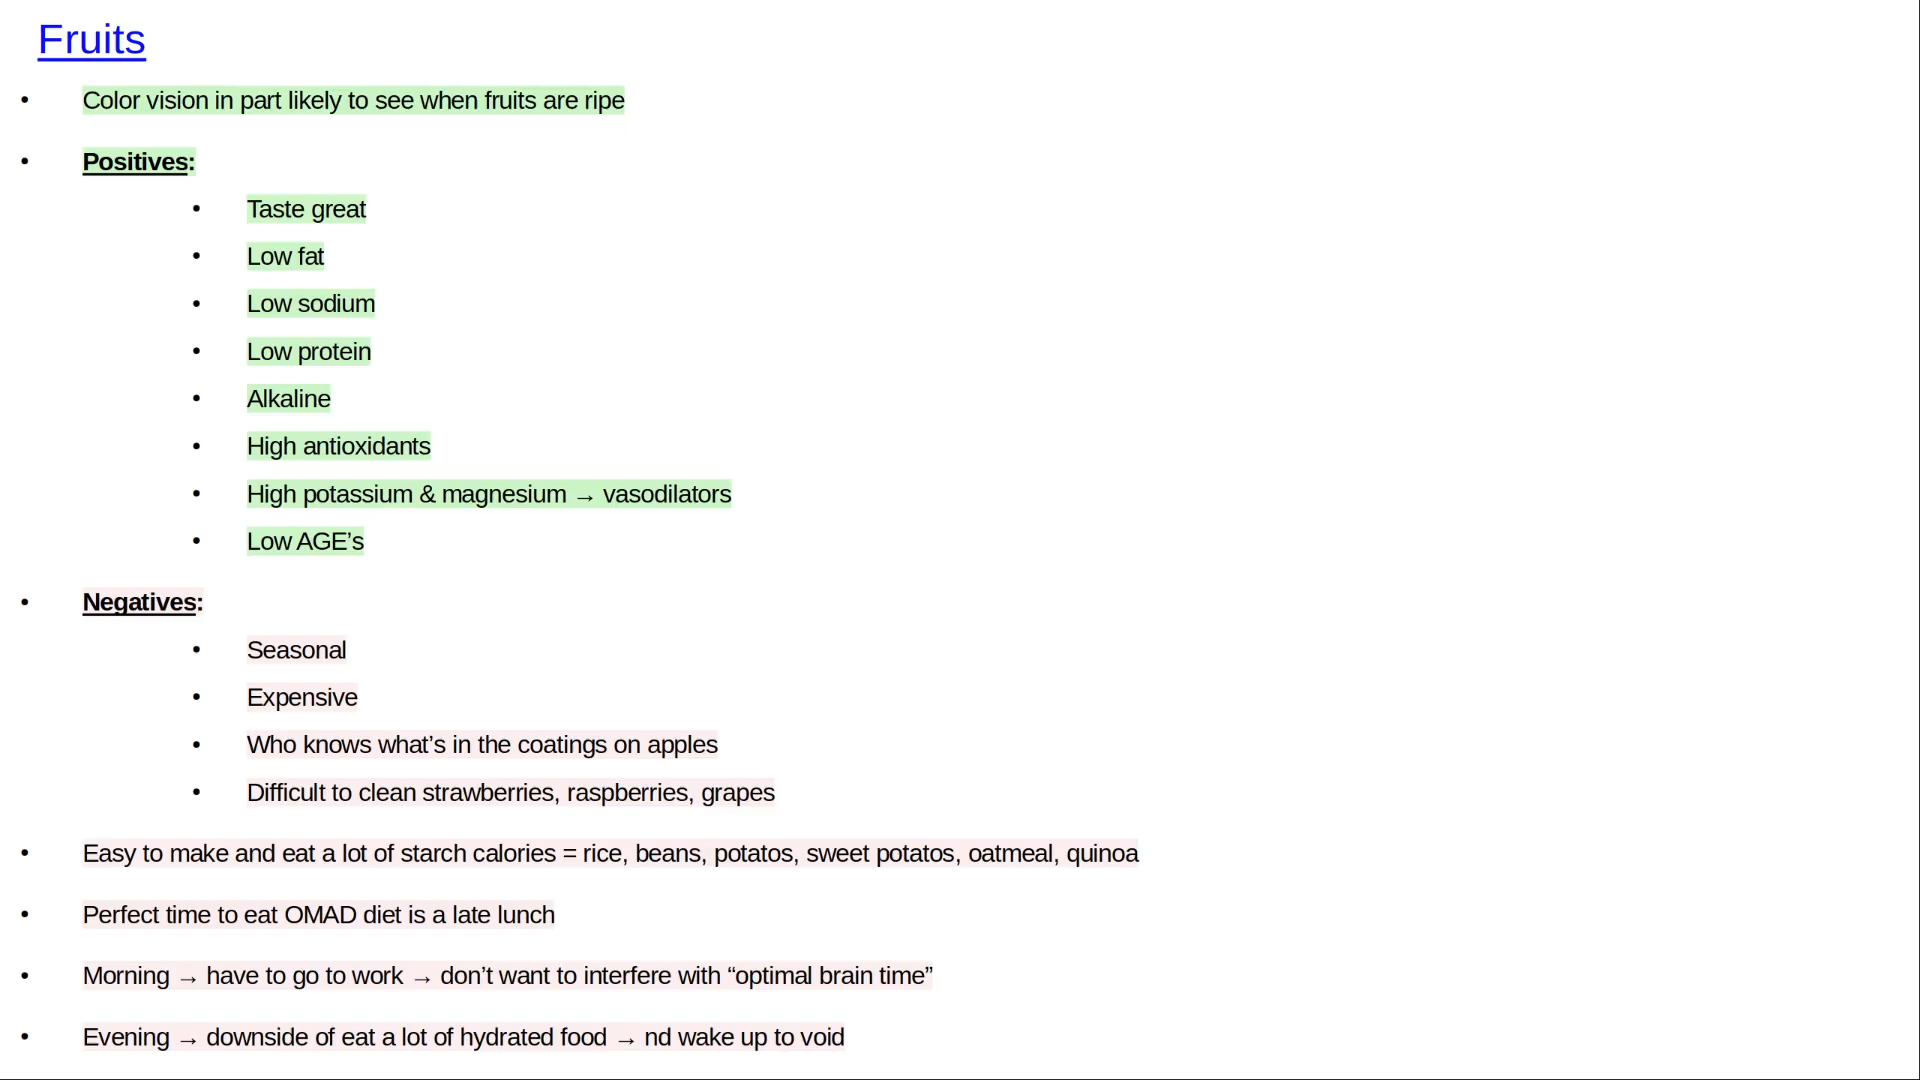 Fruits
• Color vision in part likely to see when fruits are ripe
• Positives:
• Taste great
• Low fat
• Low sodium
• Low protein
• Alkaline
• High antioxidants
• High potassium & magnesium → vasodilators
• Low AGE’s
• Negatives:
• Seasonal
• Expensive
• Who knows what’s in the coatings on apples
• Difficult to clean strawberries, raspberries, grapes
• Easy to make and eat a lot of starch calories = rice, beans, potatos, sweet potatos, oatmeal, quinoa
• Perfect time to eat OMAD diet is a late lunch
• Morning → have to go to work → don’t want to interfere with “optimal brain time”
• Evening → downside of eat a lot of hydrated food → nd wake up to void